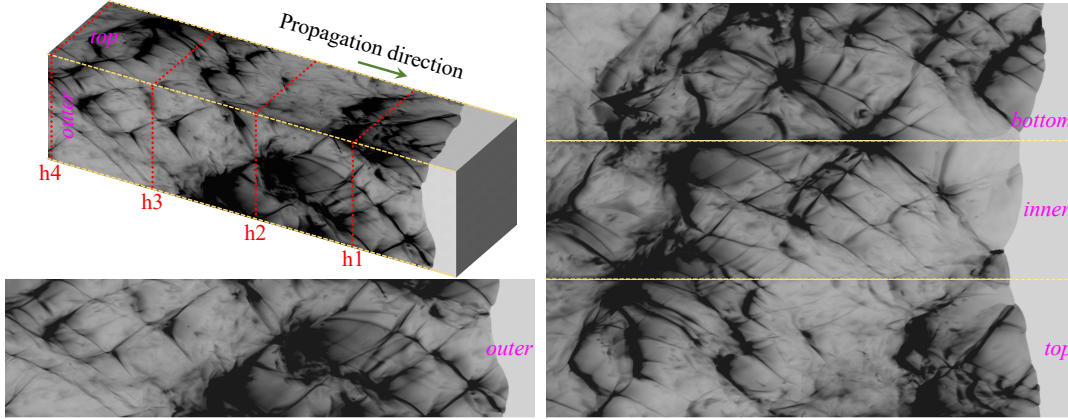 Propagation direction
top
outer
h4
h3
h2
h1
outer
bottom
inner
top